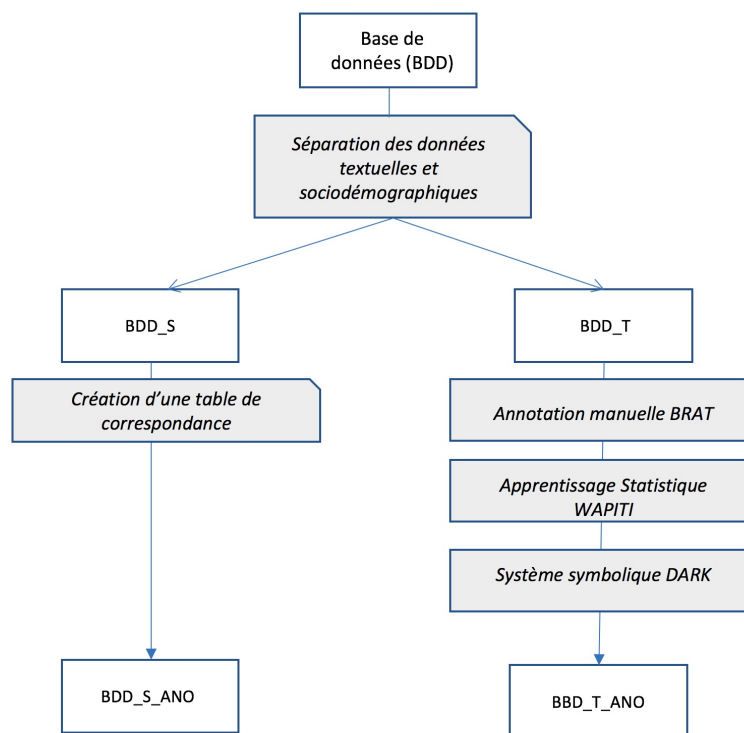 Base de
données (BDD)
Séparation des données
textuelles et
sociodémographiques
BDD_S
BDD_T
Création d'une table de
correspondance
Annotation manuelle BRAT
Apprentissage Statistique
WAPITI
Système symbolique DARK
BDD_S_ANO
BBD_T_ANO